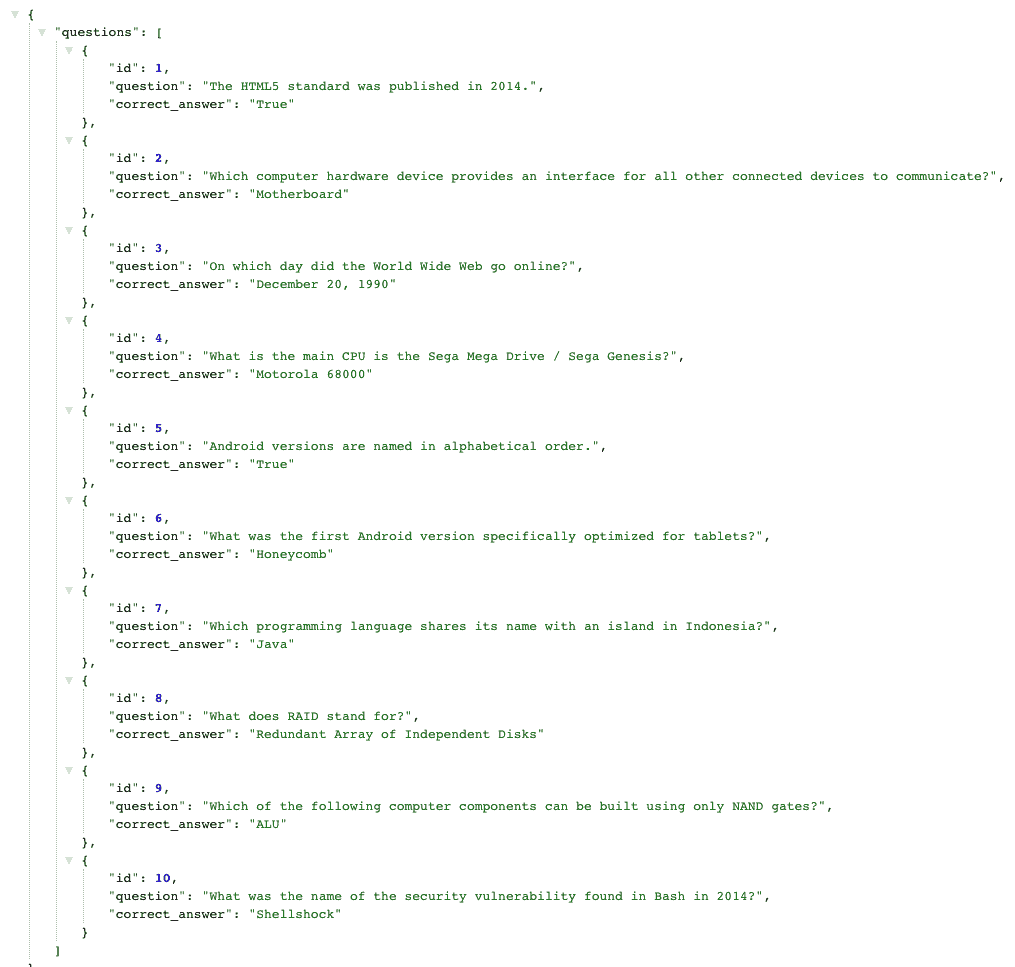 {
"questions": [
{
"id": 1,
"question": "The HTML5 standard was published in 2014.",
"correct_answer": "True"
},
{
"id": 2,
"question": "Which computer hardware device provides an interface for all other connected devices to communicate?",
"correct_answer": "Motherboard"
},
{
"id": 3,
"question": "On which day did the World Wide Web go online?",
"correct_answer": "December 20, 1990"
},
{
"id": 4,
"question": "What is the main CPU is the Sega Mega Drive / Sega Genesis?",
"correct_answer": "Motorola 68000"
},
{
"id": 5,
"question": "Android versions are named in alphabetical order.",
"correct_answer": "True"
},
{
"id": 6,
"question": "What was the first Android version specifically optimized for tablets?",
"correct_answer": "Honeycomb"
},
{
"id": 7,
"question": "Which programming language shares its name with an island in Indonesia?",
"correct_answer": "Java"
},
{
"id": 8,
"question": "What does RAID stand for?",
"correct_answer": "Redundant Array of Independent Disks"
},
{
"id": 9,
"question": "Which of the following computer components can be built using only NAND gates?",
"correct_answer": "ALU"
},
{
"id": 10,
"question": "What was the name of the security vulnerability found in Bash in 2014?",
"correct_answer": "Shellshock"
}
]
}